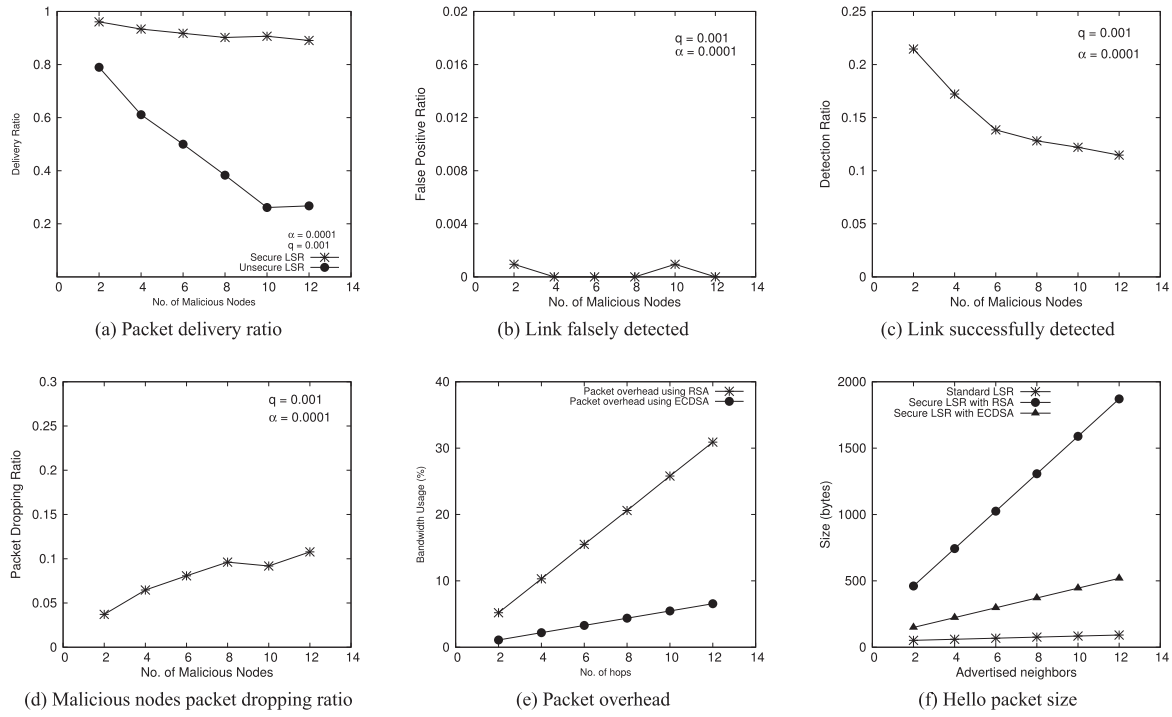 1
0.8
0.6
0.4
0.2
Delivery Ratio
α = 0.0001
q = 0.001
Secure LSR
Unsecure LSR
0 2 4 6 8 10 12 14
No. of Malicious Nodes
(a) Packet delivery ratio
0.02
0.016
0.012
0.008
0.004
0
False Positive Ratio
q = 0.001
α = 0.0001
0 2 4 6 8 10 12 14
No. of Malicious Nodes
(b) Link falsely detected
0.25
0.2
0.15
0.1
0.05
0
Detection Ratio
q = 0.001
α = 0.0001
0 2 4 6 8 10 12 14
No. of Malicious Nodes
(c) Link successfully detected
0.3
0.25
0.2
0.15
0.1
0.05
0
Packet Dropping Ratio
q = 0.001
α = 0.0001
0 2 4 6 8 10 12 14
No. of Malicious Nodes
(d) Malicious nodes packet dropping ratio
40
30
20
10
0
Bandwidth Usage (%)
Packet overhead using RSA
Packet overhead using ECDSA
0 2 4 6 8 10 12 14
No. of hops
(e) Packet overhead
2000
1500
1000
500
0
Size (bytes)
Standard LSR
Secure LSR with RSA
Secure LSR with ECDSA
0 2 4 6 8 10 12 14
Advertised neighbors
(f) Hello packet size